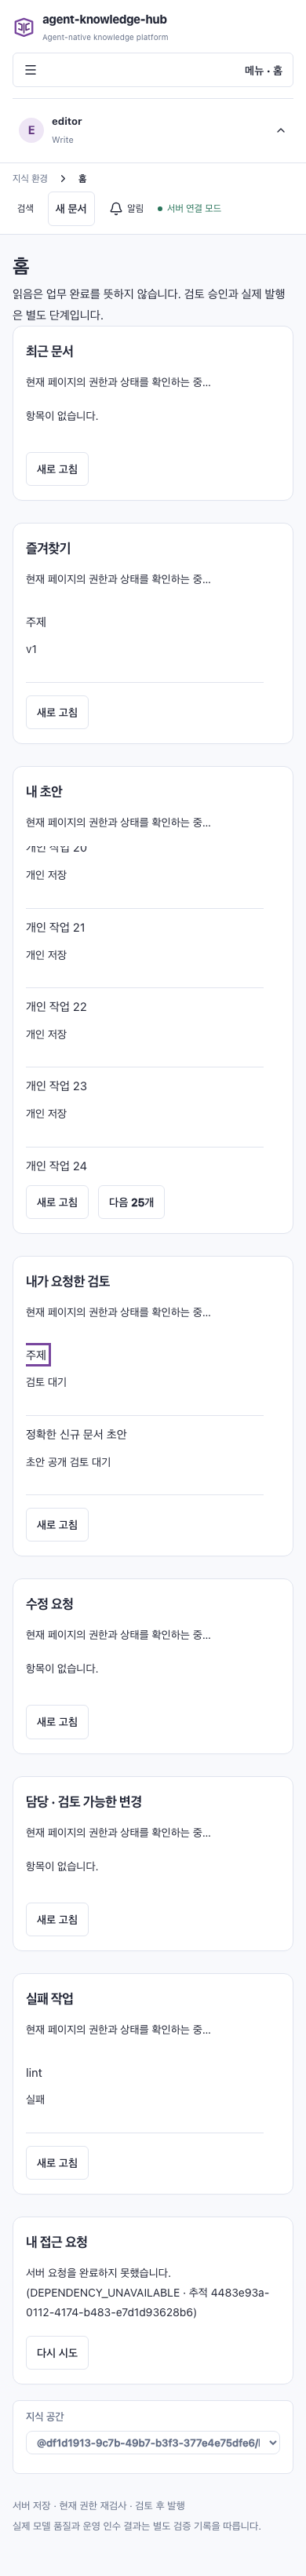 agent-knowledge-hub
Agent-native knowledge platform
메뉴 · 홈
E
editor
Write
지식 환경 > 홈
검색 새 문서 알림 서버 연결 모드
홈
읽음은 업무 완료를 뜻하지 않습니다. 검토 승인과 실제 발행
은 별도 단계입니다.
최근 문서
현재 페이지의 권한과 상태를 확인하는 중…
항목이 없습니다.
새로 고침
즐겨찾기
현재 페이지의 권한과 상태를 확인하는 중…
주제
v1
새로 고침
내 초안
현재 페이지의 권한과 상태를 확인하는 중…
개인 작업 20
개인 저장
개인 작업 21
개인 저장
개인 작업 22
개인 저장
개인 작업 23
개인 저장
개인 작업 24
새로 고침 다음 25개
내가 요청한 검토
현재 페이지의 권한과 상태를 확인하는 중…
주제
검토 대기
정확한 신규 문서 초안
초안 공개 검토 대기
새로 고침
수정 요청
현재 페이지의 권한과 상태를 확인하는 중…
항목이 없습니다.
새로 고침
담당 · 검토 가능한 변경
현재 페이지의 권한과 상태를 확인하는 중…
항목이 없습니다.
새로 고침
실패 작업
현재 페이지의 권한과 상태를 확인하는 중…
lint
실패
새로 고침
내 접근 요청
서버 요청을 완료하지 못했습니다.
(DEPENDENCY_UNAVAILABLE · 추적 4483e93a-
0112-4174-b483-e7d1d93628b6)
다시 시도
지식 공간
@df1d1913-9c7b-49b7-b3f3-377e4e75dfe6/
서버 저장 · 현재 권한 재검사 · 검토 후 발행
실제 모델 품질과 운영 인수 결과는 별도 검증 기록을 따릅니다.